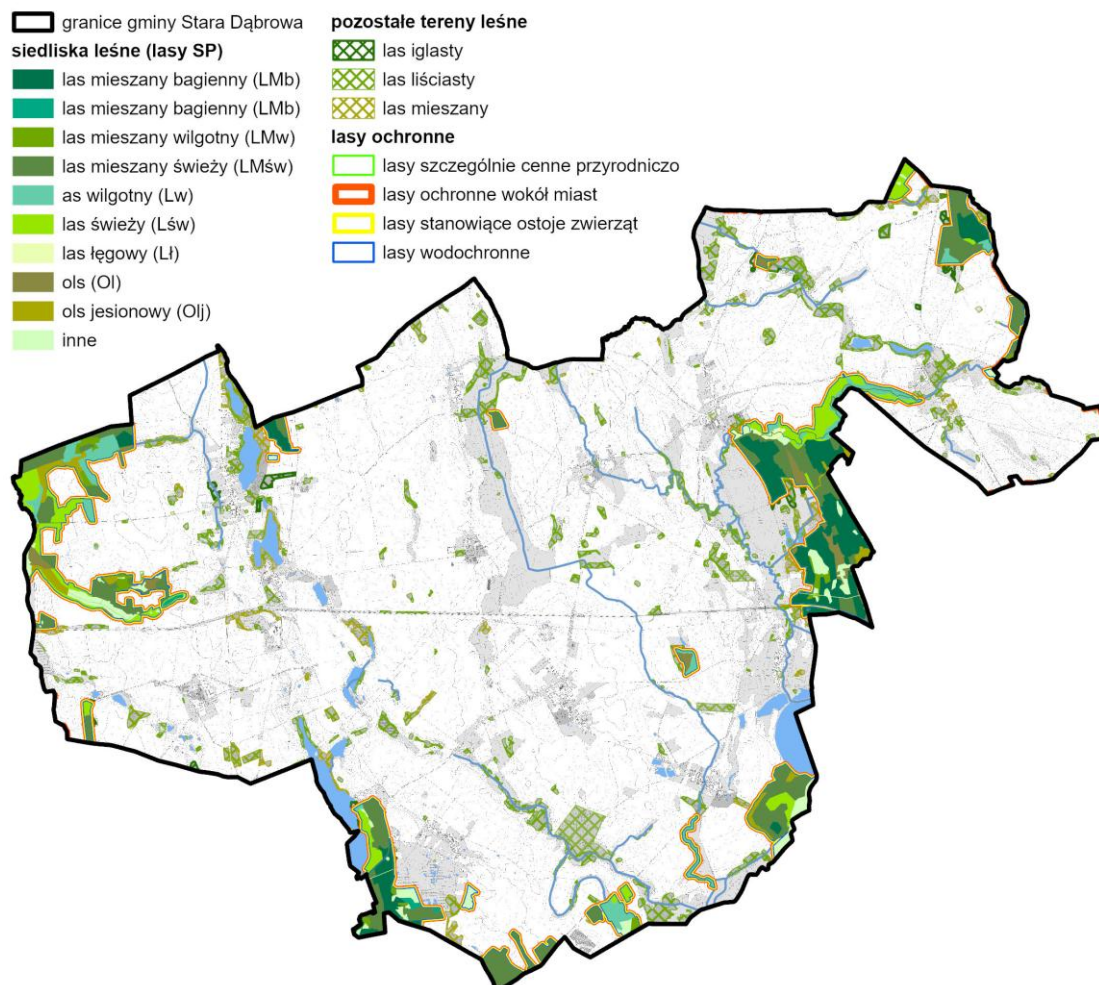 granice gminy Stara Dąbrowa
siedliska leśne (lasy SP)
las mieszany bagienny (LMb)
las mieszany bagienny (LMb)
las mieszany wilgotny (LMw)
las mieszany świeży (LMśw)
as wilgotny (Lw)
las świeży (Lśw)
las łęgowy (Lł)
ols (Ol)
ols jesionowy (Olj)
inne
pozostałe tereny leśne
las iglasty
las liściasty
las mieszany
lasy ochronne
lasy szczególnie cenne przyrodniczo
lasy ochronne wokół miast
lasy stanowiące ostoje zwierząt
lasy wodochronne